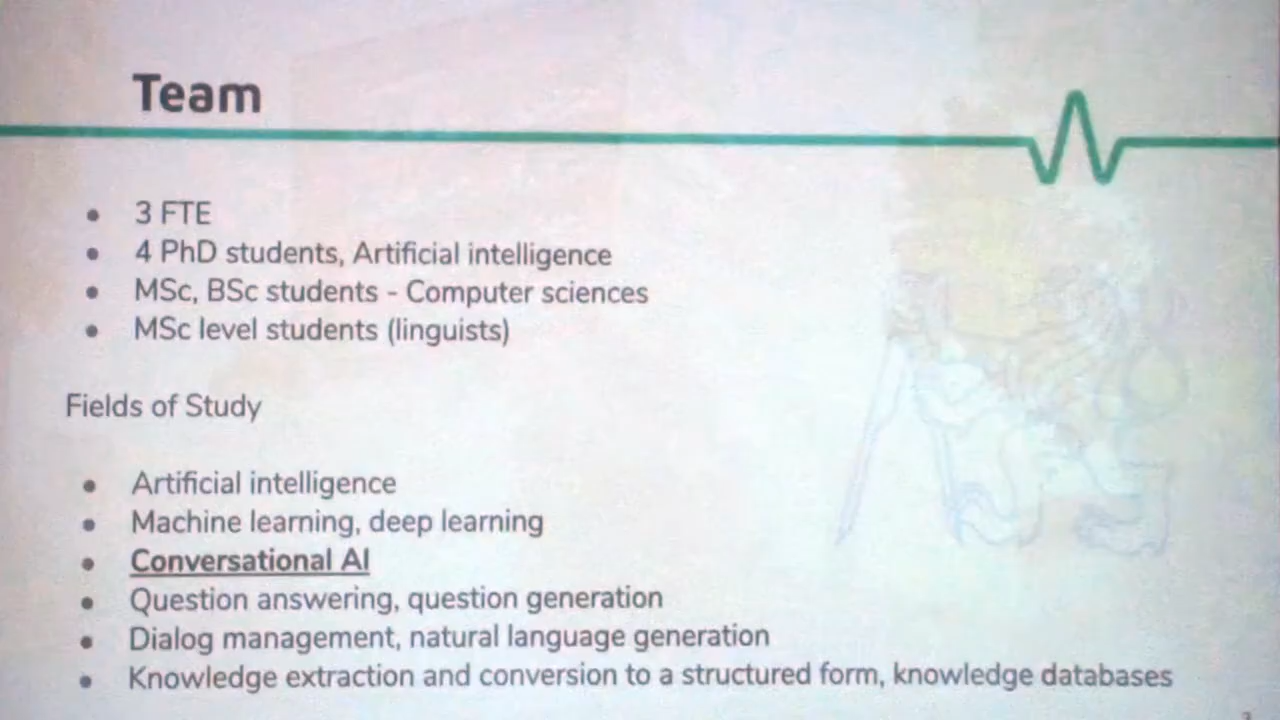 Team
3 FTE
4 PhD students, Artificial intelligence
MSc, BSc students - Computer sciences
MSc level students (linguists)
Fields of Study
Artificial intelligence
Machine learning, deep learning
Conversational AI
Question answering, question generation
Dialog management, natural language generation
Knowledge extraction and conversion to a structured form, knowledge databases